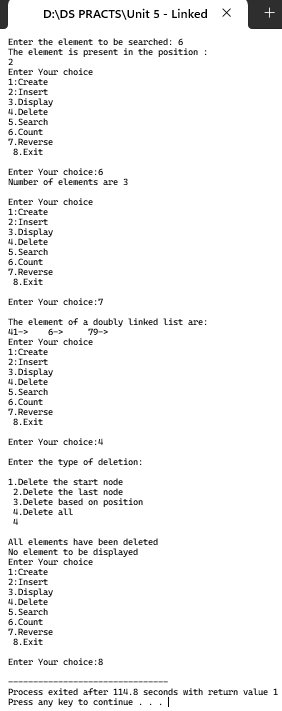 D:\DS PRACTS\Unit 5 - Linked
Enter the element to be searched: 6
The element is present in the position :
2
Enter Your choice
1:Create
2:Insert
3.Display
4.Delete
5.Search
6.Count
7.Reverse
8.Exit
Enter Your choice:6
Number of elements are 3
Enter Your choice
1:Create
2:Insert
3.Display
4.Delete
5.Search
6.Count
7.Reverse
8.Exit
Enter Your choice:7
The element of a doubly linked list are:
41-> 6-> 79->
Enter Your choice
1:Create
2:Insert
3.Display
4.Delete
5.Search
6.Count
7.Reverse
8.Exit
Enter Your choice:4
Enter the type of deletion:
1.Delete the start node
2.Delete the last node
3.Delete based on position
4.Delete all
4
All elements have been deleted
No element to be displayed
Enter Your choice
1:Create
2:Insert
3.Display
4.Delete
5.Search
6.Count
7.Reverse
8.Exit
Enter Your choice:8
--------------------------------
Process exited after 114.8 seconds with return value 1
Press any key to continue . . .